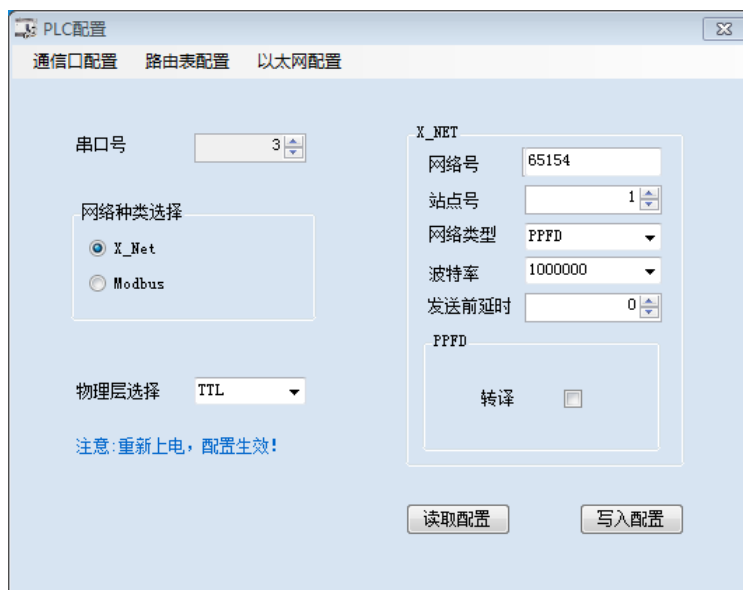 PLC配置
通信口配置 路由表配置 以太网配置
串口号 3
网络种类选择
X_Net
Modbus
物理层选择 TTL
注意:重新上电，配置生效!
X_NET
网络号 65154
站点号 1
网络类型 PPFD
波特率 1000000
发送前延时 0
PPFD
转译
读取配置 写入配置